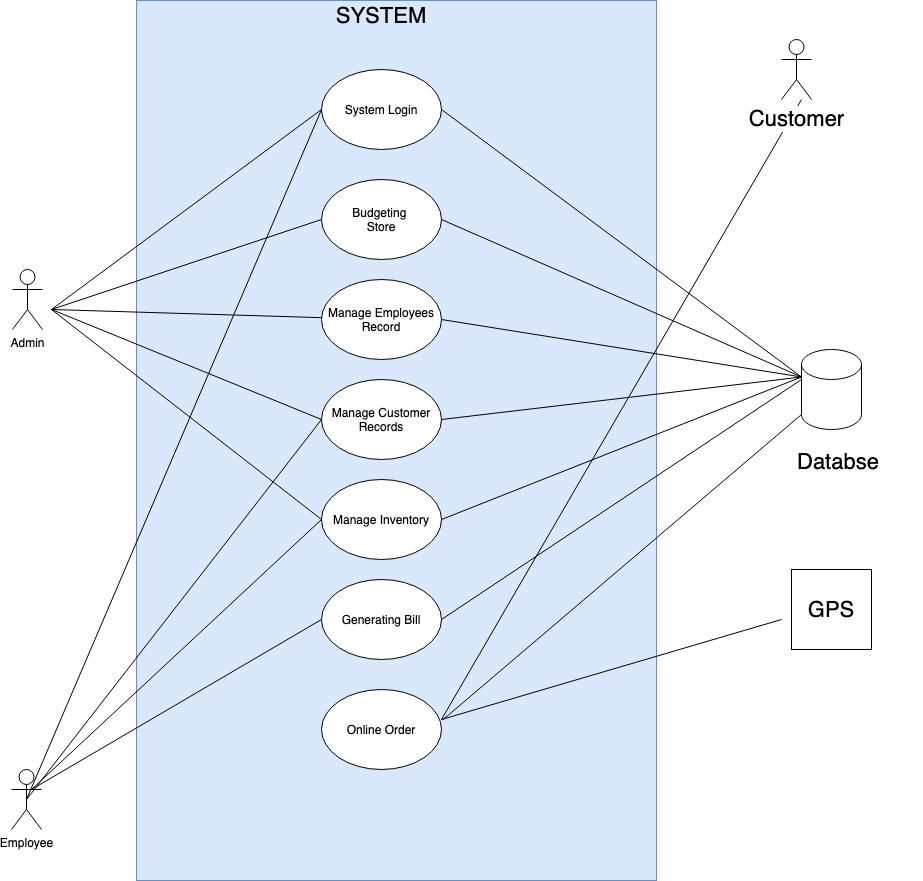 SYSTEM
Customer
System Login
Budgeting
Store
Manage Employees
Record
Admin
Manage Customer
Records
Databse
Manage Inventory
Generating Bill
GPS
Online Order
Employee